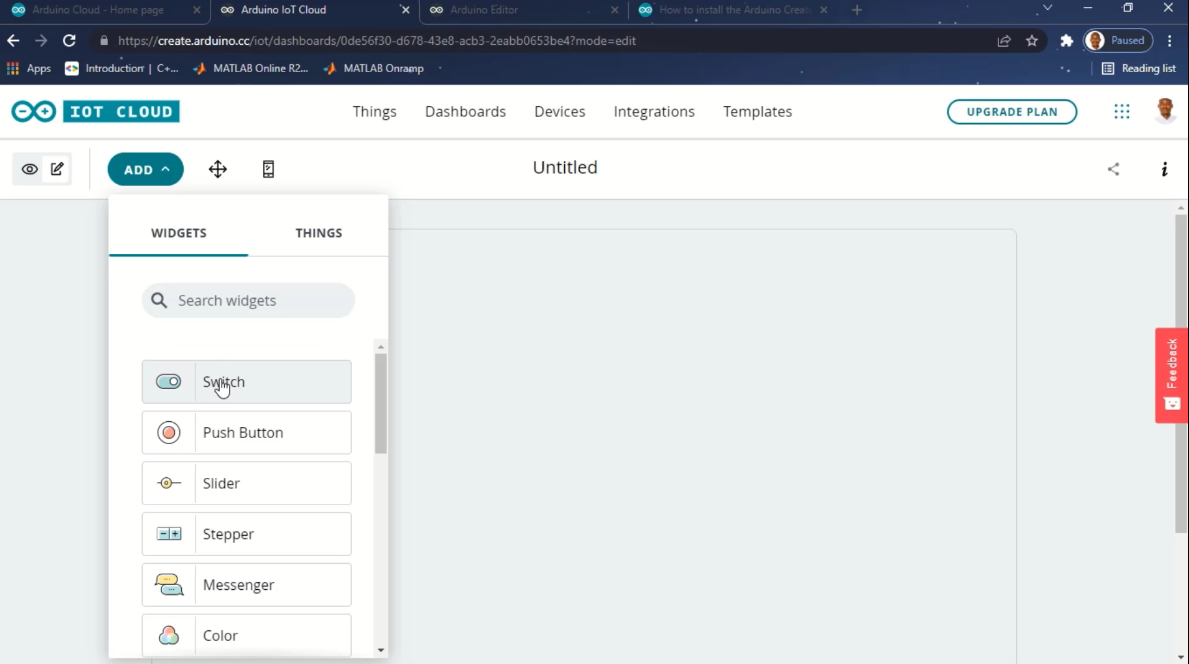 Arduino Cloud - Home page
Arduino IoT Cloud
Arduino Editor
How to install the Arduino Creat
https://create.arduino.cc/iot/dashboards/0de56f30-d678-43e8-acb3-2eabb0653be4?mode=edit
Paused
Apps
Introduction | C+...
MATLAB Online R2...
MATLAB Onramp
Reading list
IOT CLOUD
Things
Dashboards
Devices
Integrations
Templates
UPGRADE PLAN
ADD
Untitled
i
WIDGETS
THINGS
Search widgets
Switch
Push Button
Slider
Stepper
Messenger
Color
Feedback